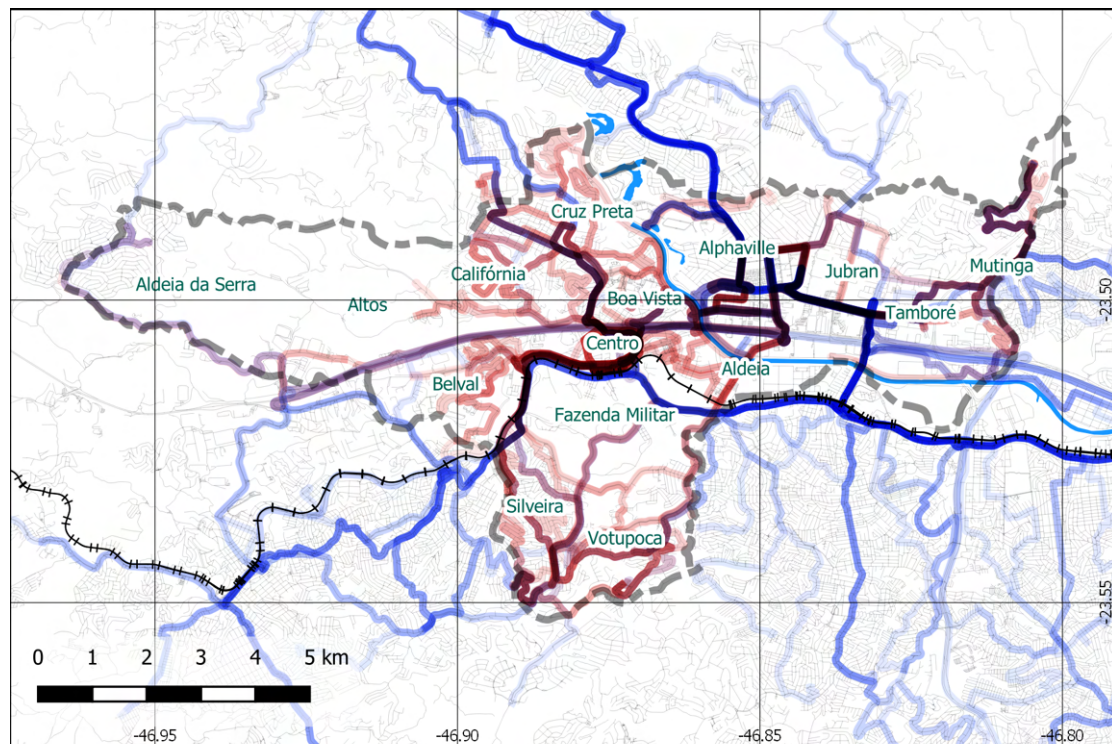 Cruz Preta
Alphaville
Califórnia
Jubran
Mutinga
Aldeia da Serra
Altos
Boa Vista
Tamboré
-23.50
Centro
Belval
Aldeia
Fazenda Militar
Silveira
Votupoca
-23.55
0 1 2 3 4 5 km
-46.95 -46.90 -46.85 -46.80